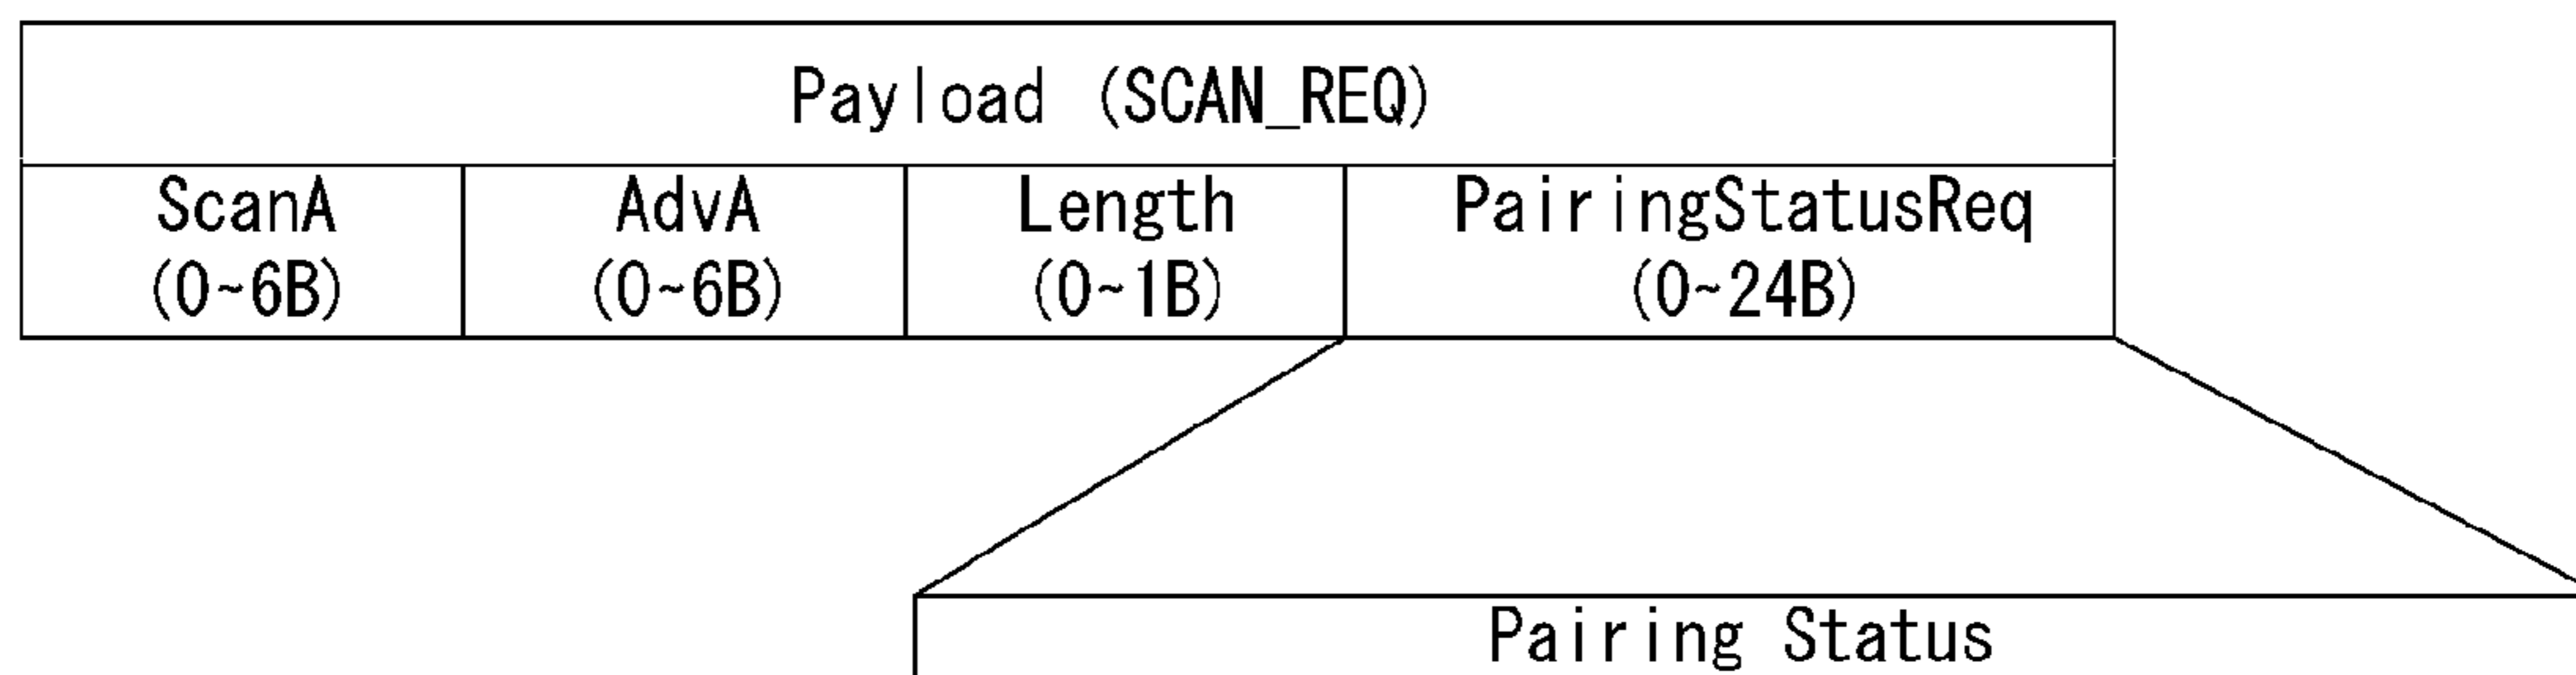 Payload (SCAN_REQ)
ScanA
(0~6B)
AdvA
(0~6B)
Length
(0~1B)
PairingStatusReq
(0~24B)
Pairing Status